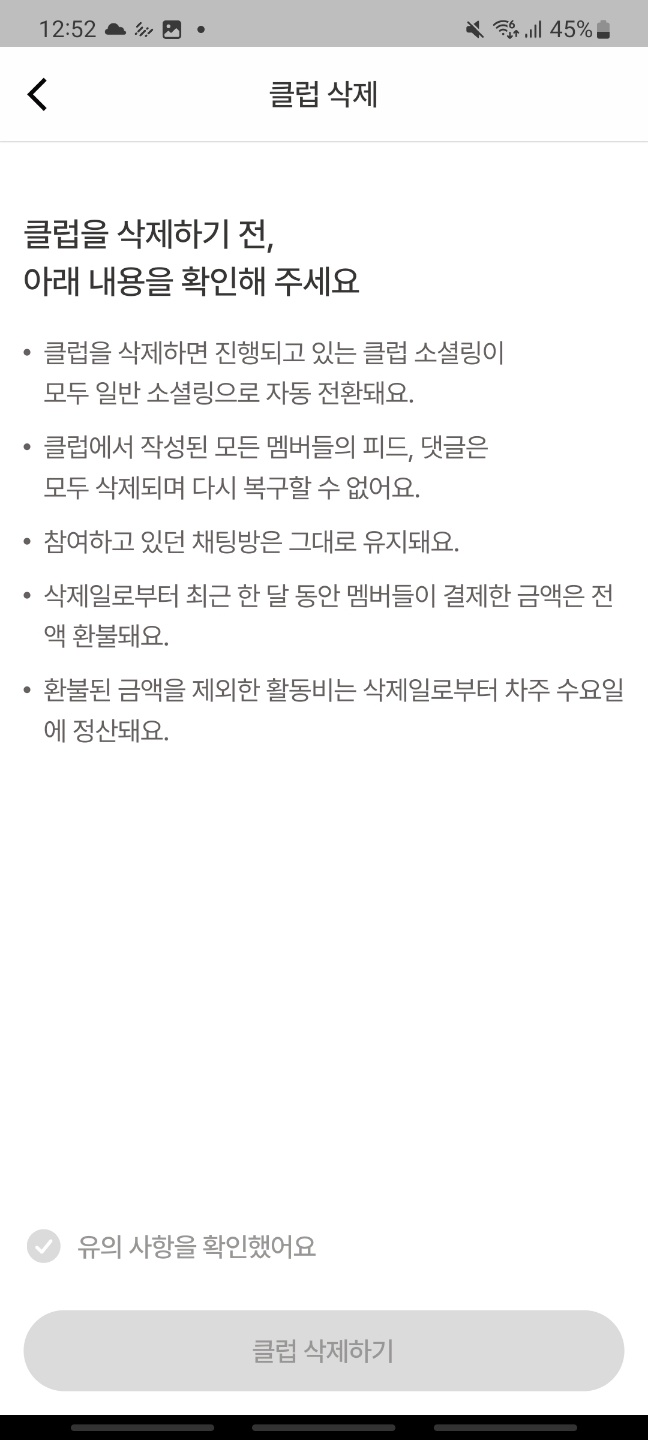 12:52
45%
클럽 삭제
클럽을 삭제하기 전,
아래 내용을 확인해 주세요
• 클럽을 삭제하면 진행되고 있는 클럽 소셜링이
모두 일반 소셜링으로 자동 전환돼요.
• 클럽에서 작성된 모든 멤버들의 피드, 댓글은
모두 삭제되며 다시 복구할 수 없어요.
• 참여하고 있던 채팅방은 그대로 유지돼요.
• 삭제일로부터 최근 한 달 동안 멤버들이 결제한 금액은 전
액 환불돼요.
• 환불된 금액을 제외한 활동비는 삭제일로부터 차주 수요일
에 정산돼요.
유의 사항을 확인했어요
클럽 삭제하기